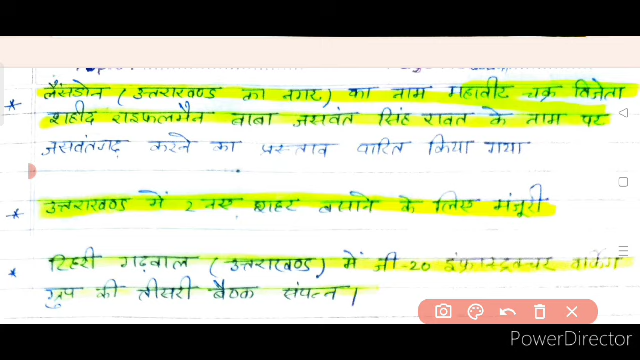 * लैंसडोन (उत्तराखण्ड का नगर) का नाम महावीर चक्र विजेता
शहीद राइफलमैन बाबा जसवंत सिंह रावत के नाम पर
जसवंतगढ़ करने का प्रस्ताव पारित किया गया
* उत्तराखण्ड में 2 नए शहर बसाने के लिए मंजूरी
* टिहरी गढ़वाल (उत्तराखण्ड) में जी-20 इंफ्रास्ट्रक्चर वर्किंग
ग्रुप की तीसरी बैठक संपन्न।
PowerDirector